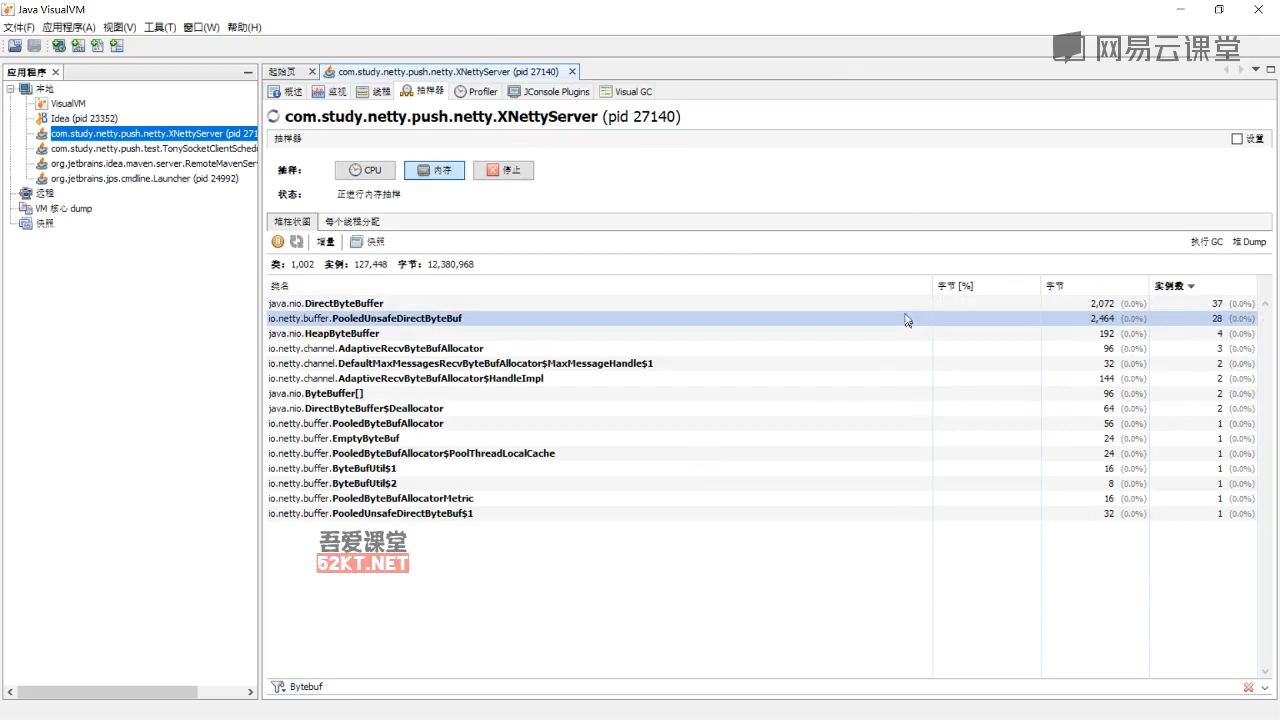 Java VisualVM
文件(F) 应用程序(A) 视图(V) 工具(T) 窗口(W) 帮助(H)
网易云课堂
应用程序
起始页 com.study.netty.push.netty.XNettyServer (pid 27140)
本地
VisualVM
Idea (pid 23352)
com.study.netty.push.netty.XNettyServer (pid 271
com.study.netty.push.test.TonySocketClientSched
org.jetbrains.idea.maven.server.RemoteMavenSer
org.jetbrains.jps.cmdline.Launcher (pid 24992)
远程
VM 核心 dump
快照
概述 监视 线程 抽样器 Profiler JConsole Plugins Visual GC
com.study.netty.push.netty.XNettyServer (pid 27140)
抽样器 设置
抽样: CPU 内存 停止
状态: 正进行内存抽样
堆柱状图 每个线程分配
增量 快照 执行 GC 堆 Dump
类: 1,002 实例: 127,448 字节: 12,380,968
类名 字节 [%] 字节 实例数
java.nio.DirectByteBuffer 2,072 (0.0%) 37 (0.0%)
io.netty.buffer.PooledUnsafeDirectByteBuf 2,464 (0.0%) 28 (0.0%)
java.nio.HeapByteBuffer 192 (0.0%) 4 (0.0%)
io.netty.channel.AdaptiveRecvByteBufAllocator 96 (0.0%) 3 (0.0%)
io.netty.channel.DefaultMaxMessagesRecvByteBufAllocator$MaxMessageHandle$1 32 (0.0%) 2 (0.0%)
io.netty.channel.AdaptiveRecvByteBufAllocator$HandleImpl 144 (0.0%) 2 (0.0%)
java.nio.ByteBuffer[] 96 (0.0%) 2 (0.0%)
java.nio.DirectByteBuffer$Deallocator 64 (0.0%) 2 (0.0%)
io.netty.buffer.PooledByteBufAllocator 56 (0.0%) 1 (0.0%)
io.netty.buffer.EmptyByteBuf 24 (0.0%) 1 (0.0%)
io.netty.buffer.PooledByteBufAllocator$PoolThreadLocalCache 24 (0.0%) 1 (0.0%)
io.netty.buffer.ByteBufUtil$1 16 (0.0%) 1 (0.0%)
io.netty.buffer.ByteBufUtil$2 8 (0.0%) 1 (0.0%)
io.netty.buffer.PooledByteBufAllocatorMetric 16 (0.0%) 1 (0.0%)
io.netty.buffer.PooledUnsafeDirectByteBuf$1 32 (0.0%) 1 (0.0%)
吾爱课堂
52KT.NET
Bytebuf